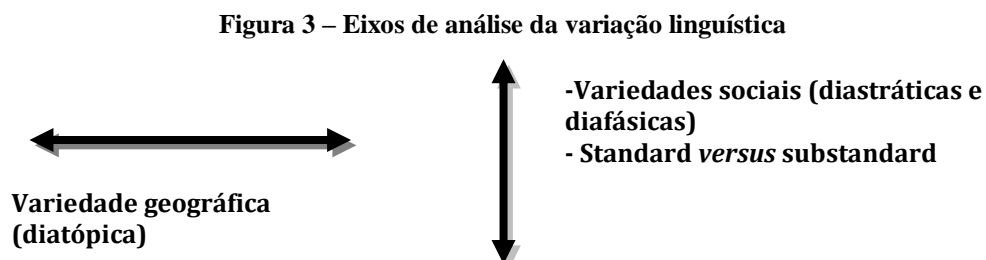 Figura 3 – Eixos de análise da variação linguística
-Variedades sociais (diastráticas e
diafásicas)
- Standard versus substandard
Variedade geográfica
(diatópica)